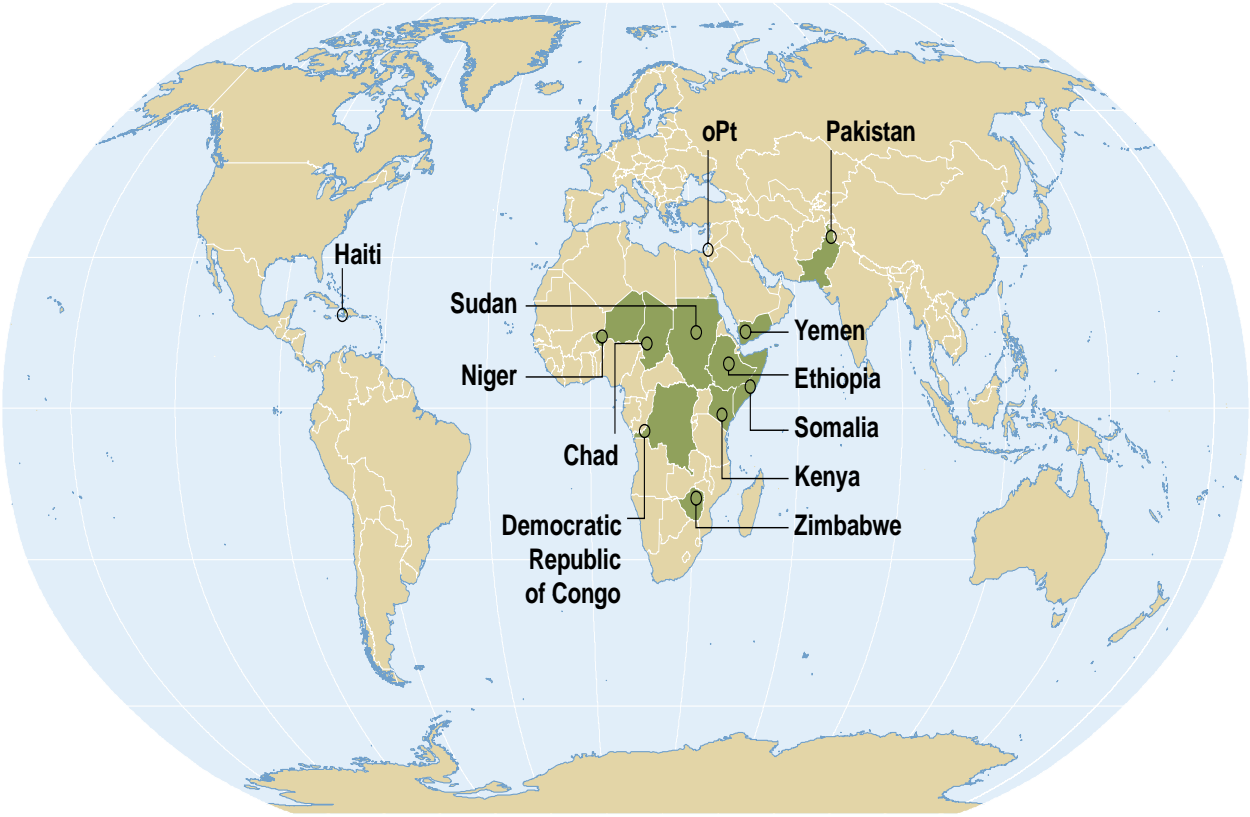 oPt
Pakistan
Haiti
Sudan
Yemen
Niger
Ethiopia
Somalia
Chad
Kenya
Democratic
Republic
of Congo
Zimbabwe